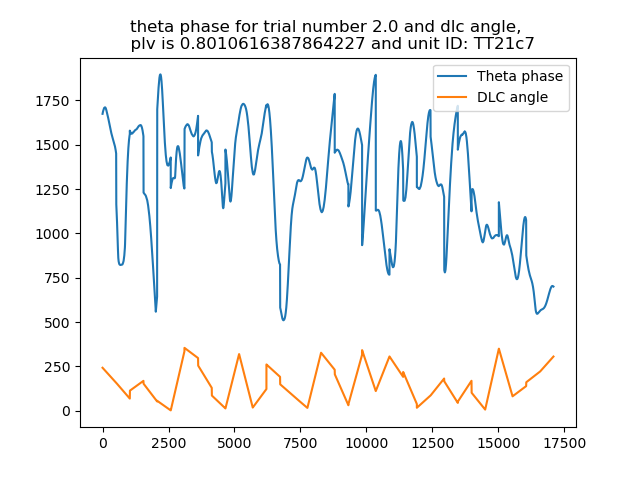 theta phase for trial number 2.0 and dlc angle,
plv is 0.8010616387864227 and unit ID: TT21c7
Theta phase
DLC angle
1750
1500
1250
1000
750
500
250
0
0 2500 5000 7500 10000 12500 15000 17500